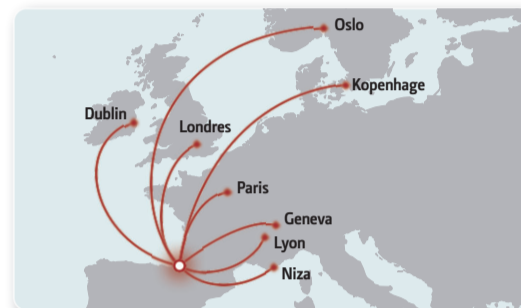 Oslo
Kopenhage
Dublin
Londres
Paris
Geneva
Lyon
Niza